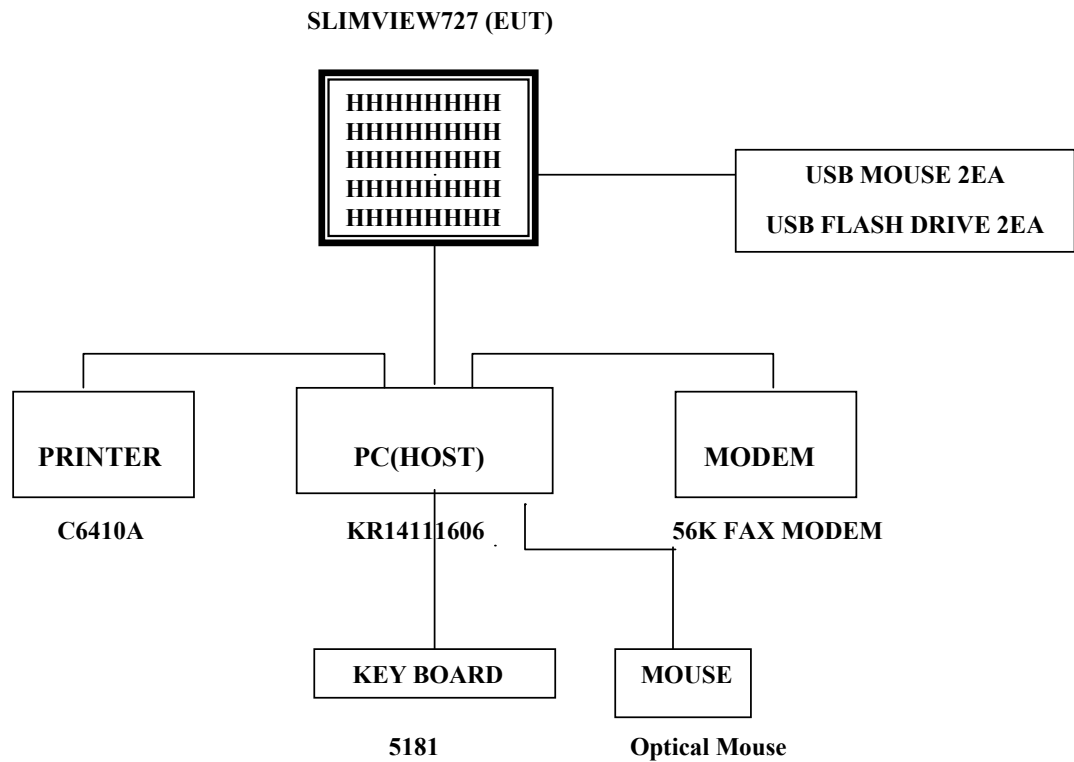 SLIMVIEW727 (EUT)
HHHHHHHH
HHHHHHHH
HHHHHHHH
HHHHHHHH
HHHHHHHH
USB MOUSE 2EA
USB FLASH DRIVE 2EA
PRINTER
PC(HOST)
MODEM
C6410A
KR14111606
56K FAX MODEM
KEY BOARD
MOUSE
5181
Optical Mouse